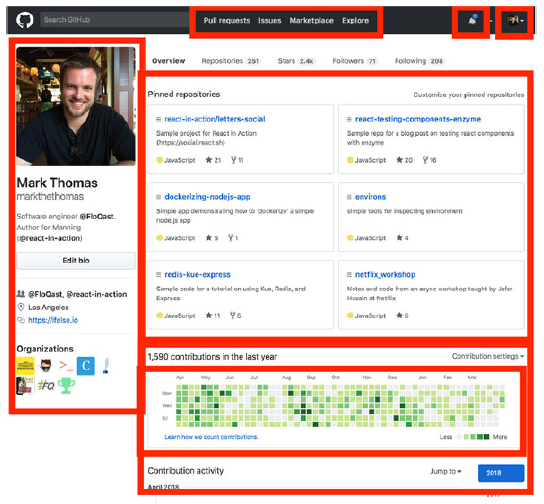 Search GitHub
Pull requests Issues Marketplace Explore
Overview Repositories 251 Stars 2.4k Followers 71 Following 208
Pinned repositories
Customize your pinned repositories
react-in-action/letters-social
Sample project for React in Action
(https://social.react.sh)
JavaScript 21 11
react-testing-components-enzyme
Sample repo for a blog post on testing react components
with enzyme
JavaScript 20 16
dockerizing-nodejs-app
Simple app demonstrating how to 'dockerize' a simple
node.js app
JavaScript 5 1
environs
simple tools for inspecting environment
JavaScript 4
redis-kue-express
Sample code for a tutorial on using Kue, Redis, and
Express
JavaScript 11 5
netflix_workshop
Notes and code from an async workshop taught by Jafar
Husain at Netflix
JavaScript 5
Mark Thomas
markthethomas
Software engineer @FloQast.
Author for Manning
(@react-in-action)
Edit bio
@FloQast, @react-in-action
Los Angeles
https://ifelse.io
Organizations
1,590 contributions in the last year
Contribution settings
Apr May Jun Jul Aug Sep Oct Nov Dec Jan Feb Mar
Mon
Wed
Fri
Learn how we count contributions.
Less More
Contribution activity
Jump to
2018
April 2018
2017